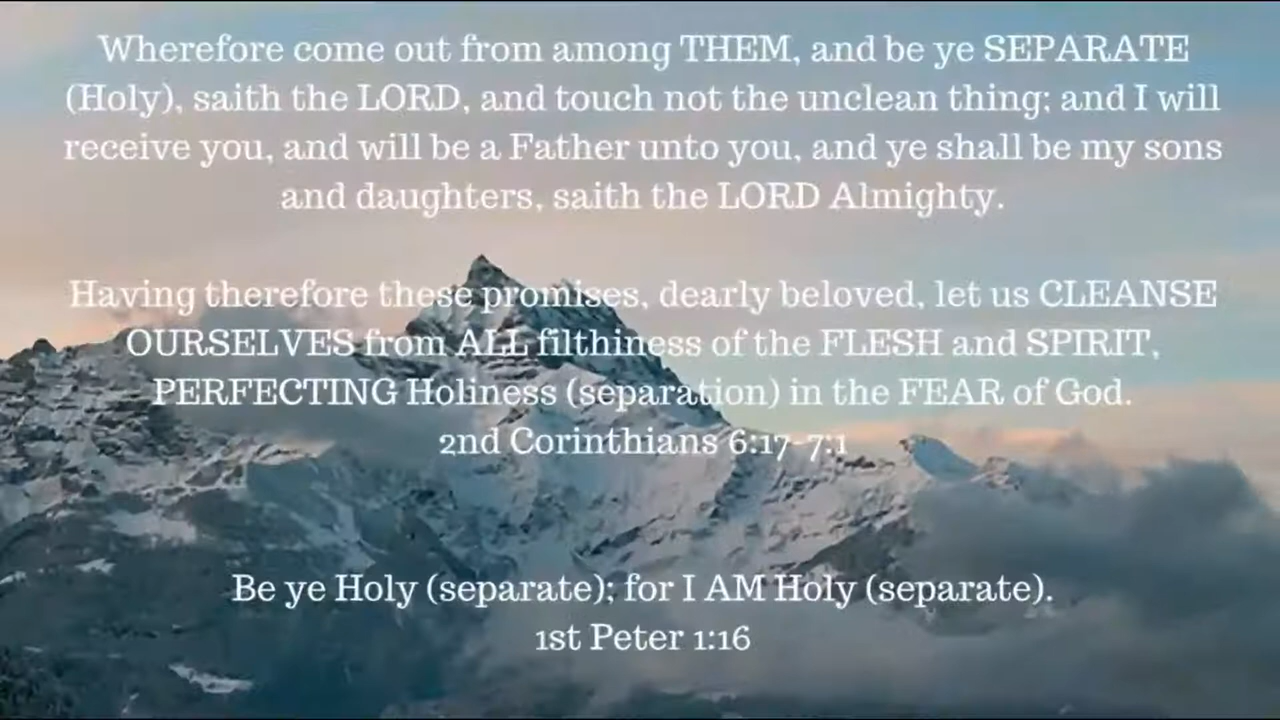 Wherefore come out from among THEM, and be ye SEPARATE
(Holy), saith the LORD, and touch not the unclean thing; and I will
receive you, and will be a Father unto you, and ye shall be my sons
and daughters, saith the LORD Almighty.
Having therefore these promises, dearly beloved, let us CLEANSE
OURSELVES from ALL filthiness of the FLESH and SPIRIT,
PERFECTING Holiness (separation) in the FEAR of God.
2nd Corinthians 6:17-7:1
Be ye Holy (separate); for I AM Holy (separate).
1st Peter 1:16